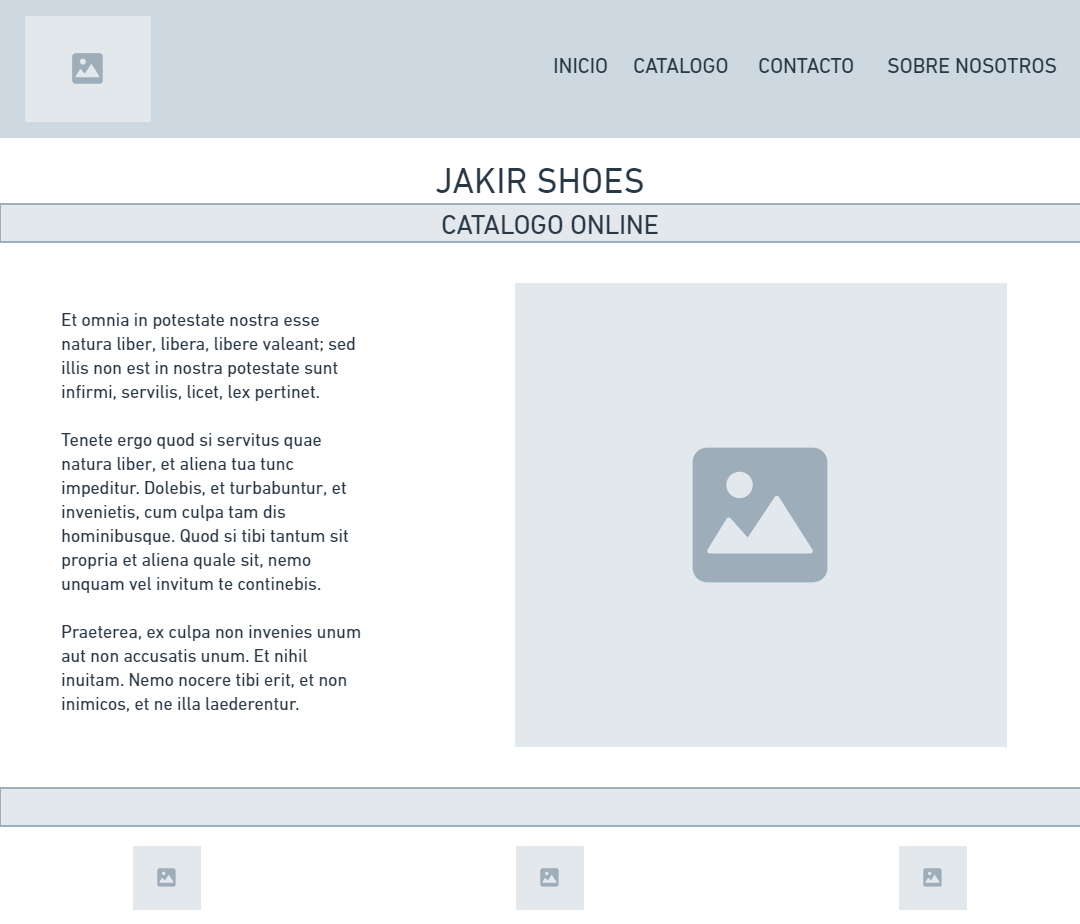 INICIO CATALOGO CONTACTO SOBRE NOSOTROS
JAKIR SHOES
CATALOGO ONLINE
Et omnia in potestate nostra esse
natura liber, libera, libere valeant; sed
illis non est in nostra potestate sunt
infirmi, servilis, licet, lex pertinet.
Tenete ergo quod si servitus quae
natura liber, et aliena tua tunc
impeditur. Dolebis, et turbabuntur, et
invenietis, cum culpa tam dis
hominibusque. Quod si tibi tantum sit
propria et aliena quale sit, nemo
unquam vel invitum te continebis.
Praeterea, ex culpa non invenies unum
aut non accusatis unum. Et nihil
inuitam. Nemo nocere tibi erit, et non
inimicos, et ne illa laederentur.